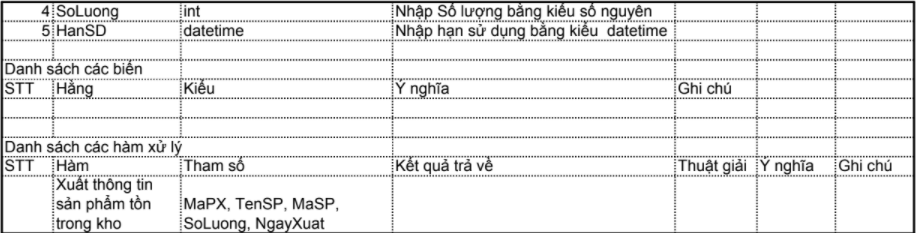 4 SoLuong int Nhập Số lượng bằng kiểu số nguyên
5 HanSD datetime Nhập hạn sử dụng bằng kiểu datetime
Danh sách các biến
STT Hằng Kiểu Ý nghĩa Ghi chú
Danh sách các hàm xử lý
STT Hàm Tham số Kết quả trả về Thuật giải Ý nghĩa Ghi chú
Xuất thông tin
sản phẩm tồn MaPX, TenSP, MaSP,
trong kho SoLuong, NgayXuat